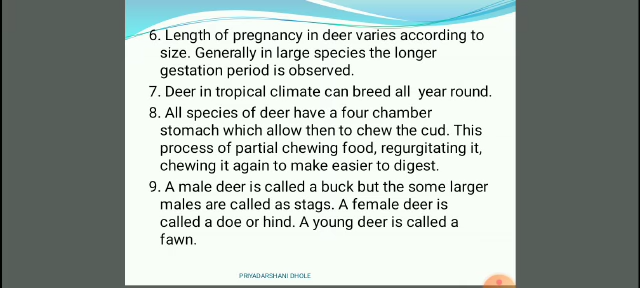 6. Length of pregnancy in deer varies according to
size. Generally in large species the longer
gestation period is observed.
7. Deer in tropical climate can breed all  year round.
8. All species of deer have a four chamber
stomach which allow then to chew the cud. This
process of partial chewing food, regurgitating it,
chewing it again to make easier to digest.
9. A male deer is called a buck but the some larger
males are called as stags. A female deer is
called a doe or hind. A young deer is called a
fawn.
PRIYADARSHANI DHOLE